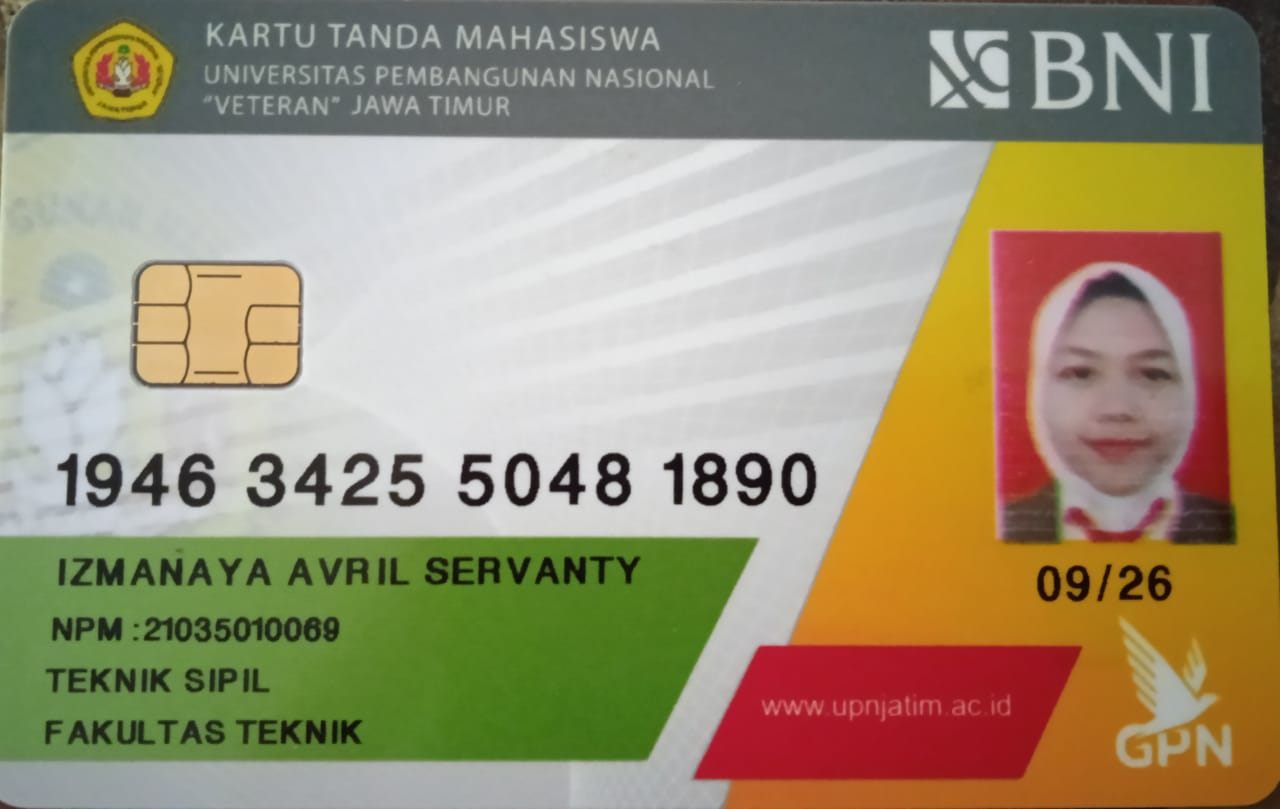 KARTU TANDA MAHASISWA
UNIVERSITAS PEMBANGUNAN NASIONAL
"VETERAN" JAWA TIMUR
BNI
1946 3425 5048 1890
IZMANAYA AVRIL SERVANTY
NPM :21035010069
TEKNIK SIPIL
FAKULTAS TEKNIK
09/26
www.upnjatim.ac.id
GPN